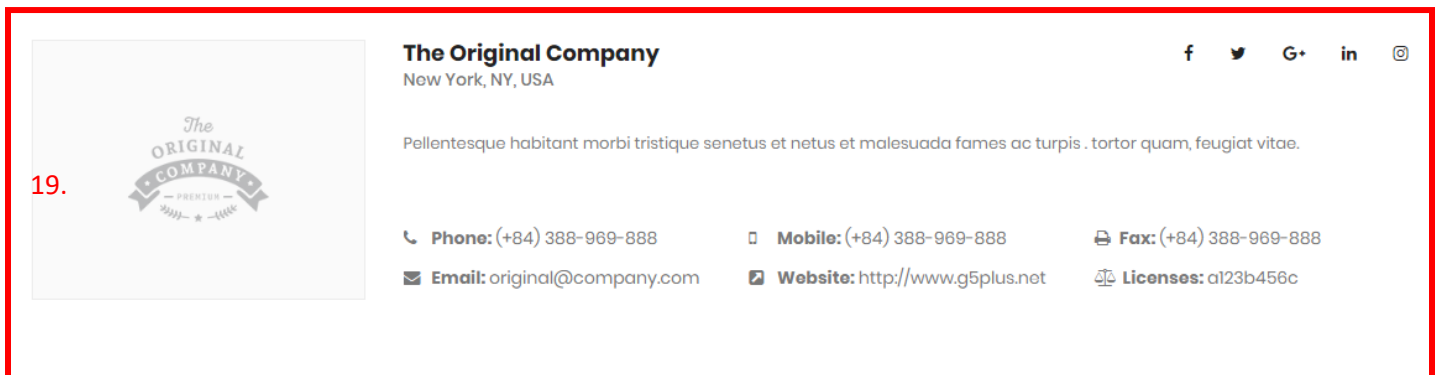 The Original Company
New York, NY, USA
Pellentesque habitant morbi tristique senetus et netus et malesuada fames ac turpis . tortor quam, feugiat vitae.
19.
The
ORIGINAL
COMPANY
PREMIUM
Phone: (+84) 388-969-888
Mobile: (+84) 388-969-888
Fax: (+84) 388-969-888
Email: original@company.com
Website: http://www.g5plus.net
Licenses: a123b456c
f
G+
in